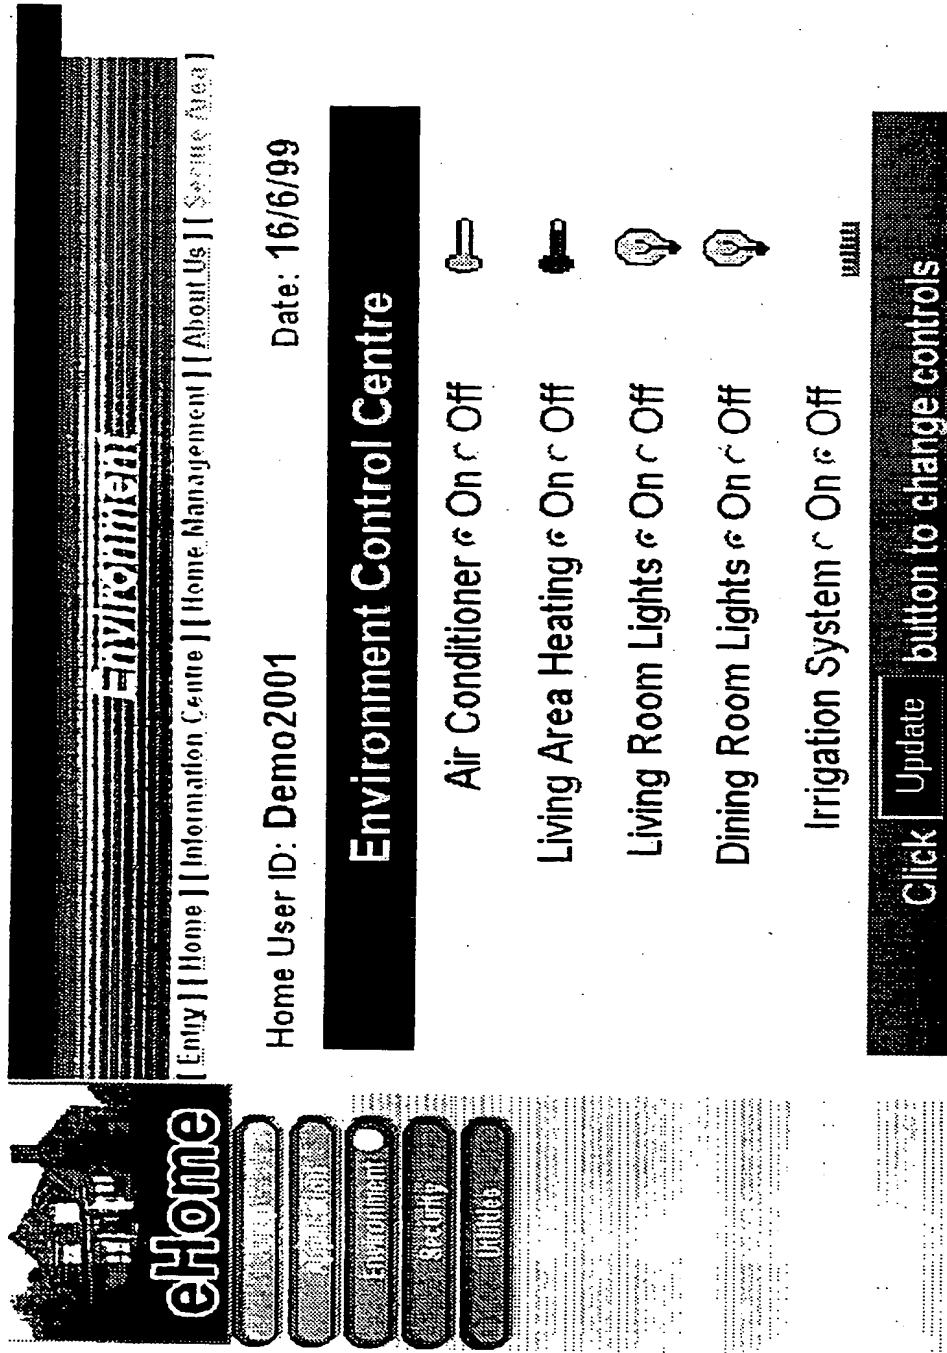 Environment
[ Entry ] [ Home ] [ Information Centre ] [ Home Management ] [ About Us ] [ Secure Area ]
eHome
Environment
Security
Utilities
Home User ID: Demo2001 Date: 16/6/99
Environment Control Centre
Air Conditioner On Off
Living Area Heating On Off
Living Room Lights On Off
Dining Room Lights On Off
Irrigation System On Off
Click Update button to change controls